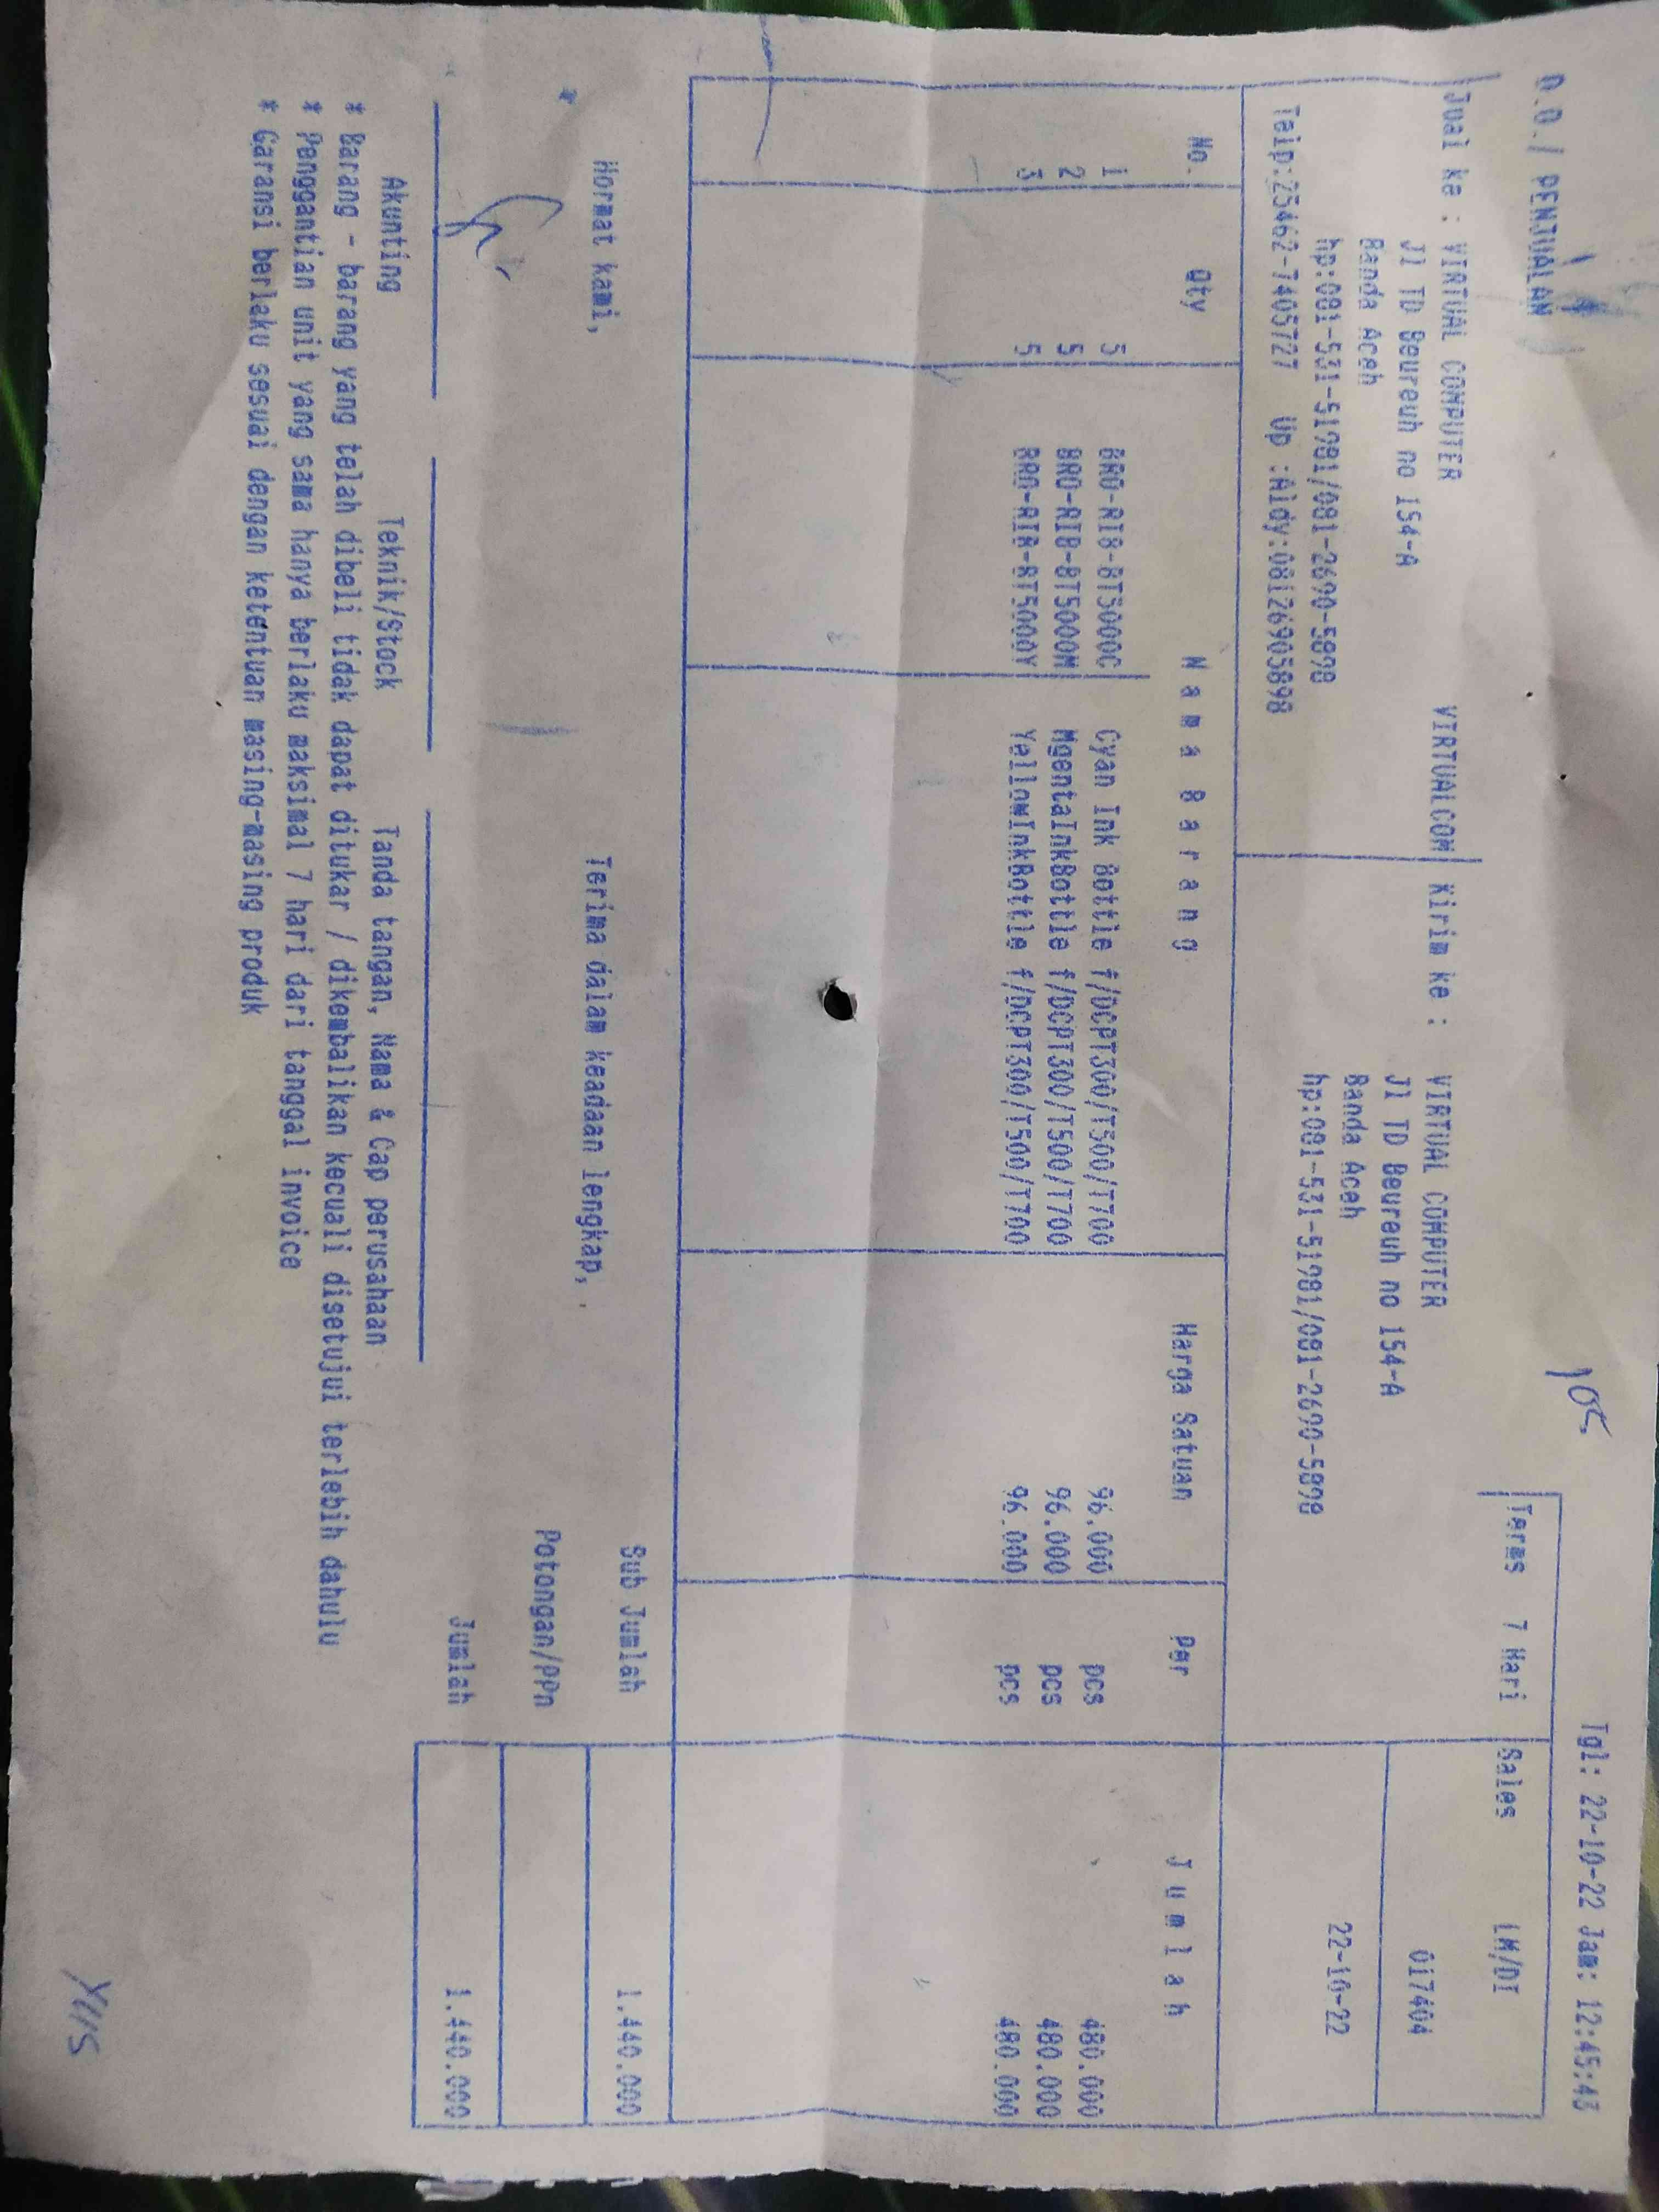 Tgl: 22-10-22 Jam: 12:45:43
D.O./ PENJUALAN
105
Terms 7 Hari Sales LM/DI
Jual ke : VIRTUAL COMPUTER VIRTUALCOM Kirim ke : VIRTUAL COMPUTER
Jl TD Beureuh no 154-A Jl TD Beureuh no 154-A 017404
Banda Aceh Banda Aceh
hp:081-531-51981/081-2690-5898 hp:081-531-51981/081-2690-5898 22-10-22
Telp:25462-7405727 Up :Aldy:08126905898
No. Qty Nama Barang Harga Satuan Per Jumlah
1 5 BRO-RIB-BT5000C Cyan Ink Bottle f/DCPT300/T500/T700 96.000 pcs 480.000
2 5 BRO-RIB-BT5000M MgentaInkBottle f/DCPT300/T500/T700 96.000 pcs 480.000
3 5 BRO-RIB-BT5000Y YellowInkBottle f/DCPT300/T500/T700 96.000 pcs 480.000
Sub Jumlah 1.440.000
Hormat kami, Terima dalam keadaan lengkap,
Potongan/PPn
Jumlah 1.440.000
Akunting Teknik/Stock Tanda tangan, Nama & Cap perusahaan
* Barang - barang yang telah dibeli tidak dapat ditukar / dikembalikan kecuali disetujui terlebih dahulu
* Penggantian unit yang sama hanya berlaku maksimal 7 hari dari tanggal invoice
* Garansi berlaku sesuai dengan ketentuan masing-masing produk